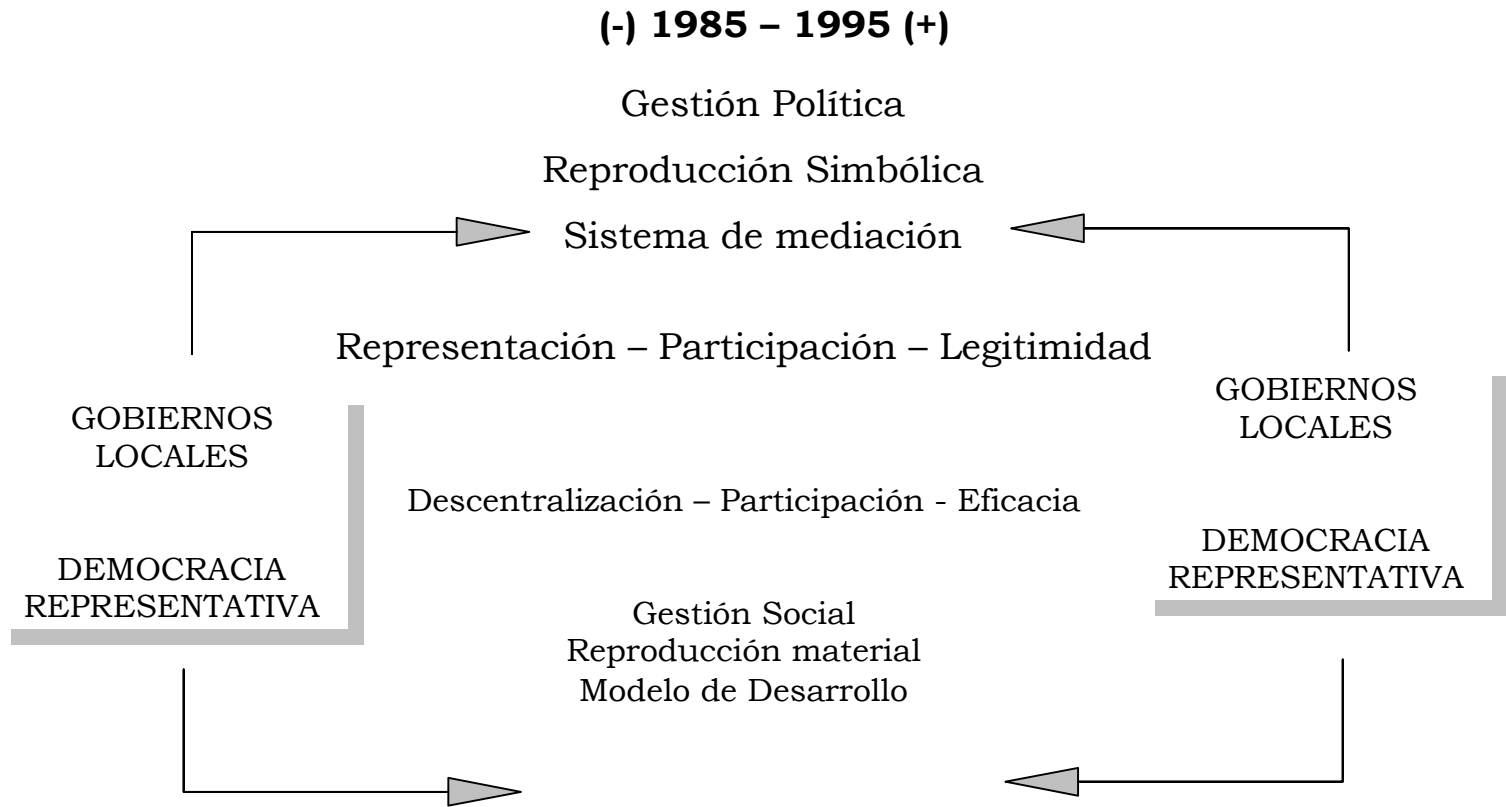 (-) 1985 – 1995 (+)
Gestión Política
Reproducción Simbólica
Sistema de mediación
Representación – Participación – Legitimidad
GOBIERNOS
LOCALES
DEMOCRACIA
REPRESENTATIVA
Descentralización – Participación - Eficacia
GOBIERNOS
LOCALES
DEMOCRACIA
REPRESENTATIVA
Gestión Social
Reproducción material
Modelo de Desarrollo